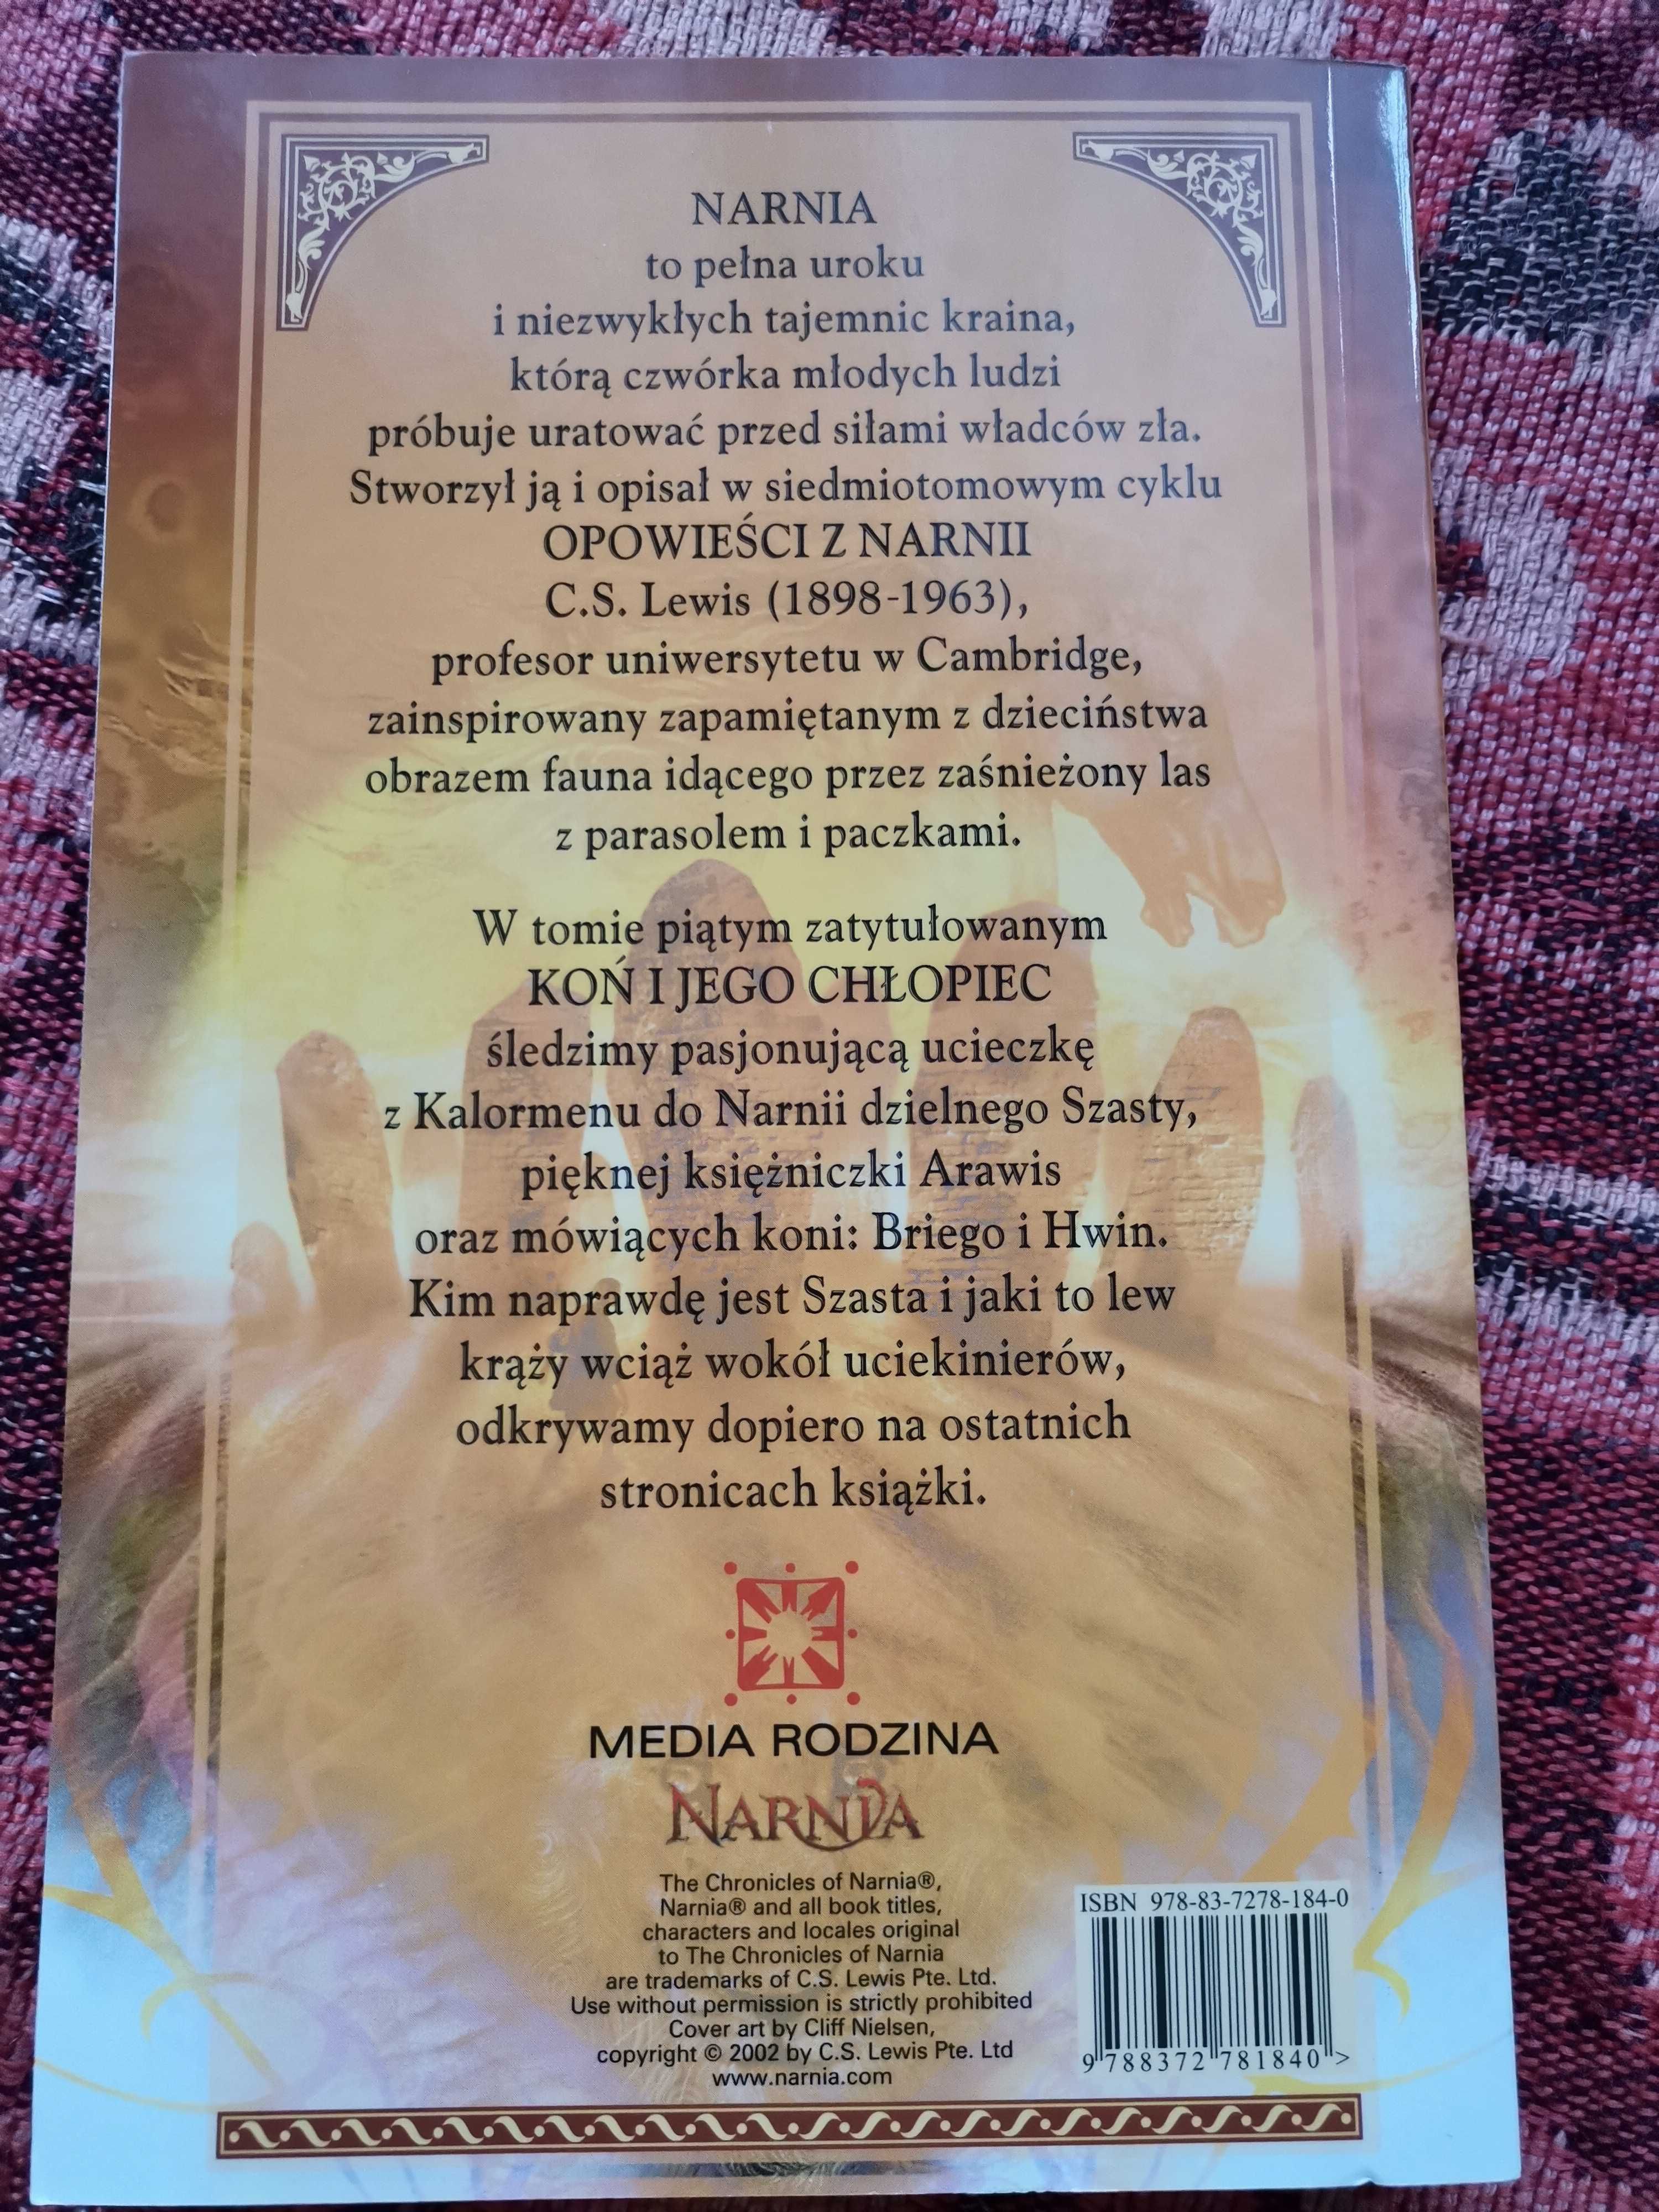 NARNIA
to pełna uroku
i niezwykłych tajemnic kraina,
którą czwórka młodych ludzi
próbuje uratować przed siłami władców zła.
Stworzył ją i opisał w siedmiotomowym cyklu
OPOWIEŚCI Z NARNII
C.S. Lewis (1898-1963),
profesor uniwersytetu w Cambridge,
zainspirowany zapamiętanym z dzieciństwa
obrazem fauna idącego przez zaśnieżony las
z parasolem i paczkami.
W tomie piątym zatytułowanym
KOŃ I JEGO CHŁOPIEC
śledzimy pasjonującą ucieczkę
z Kalormenu do Narnii dzielnego Szasty,
pięknej księżniczki Arawis
oraz mówiących koni: Briego i Hwin.
Kim naprawdę jest Szasta i jaki to lew
krąży wciąż wokół uciekinierów,
odkrywamy dopiero na ostatnich
stronicach książki.
MEDIA RODZINA
NARNIA
The Chronicles of Narnia®,
Narnia® and all book titles,
characters and locales original
to The Chronicles of Narnia
are trademarks of C.S. Lewis Pte. Ltd.
Use without permission is strictly prohibited
Cover art by Cliff Nielsen,
copyright © 2002 by C.S. Lewis Pte. Ltd
www.narnia.com
ISBN 978-83-7278-184-0
9 788372 781840 >